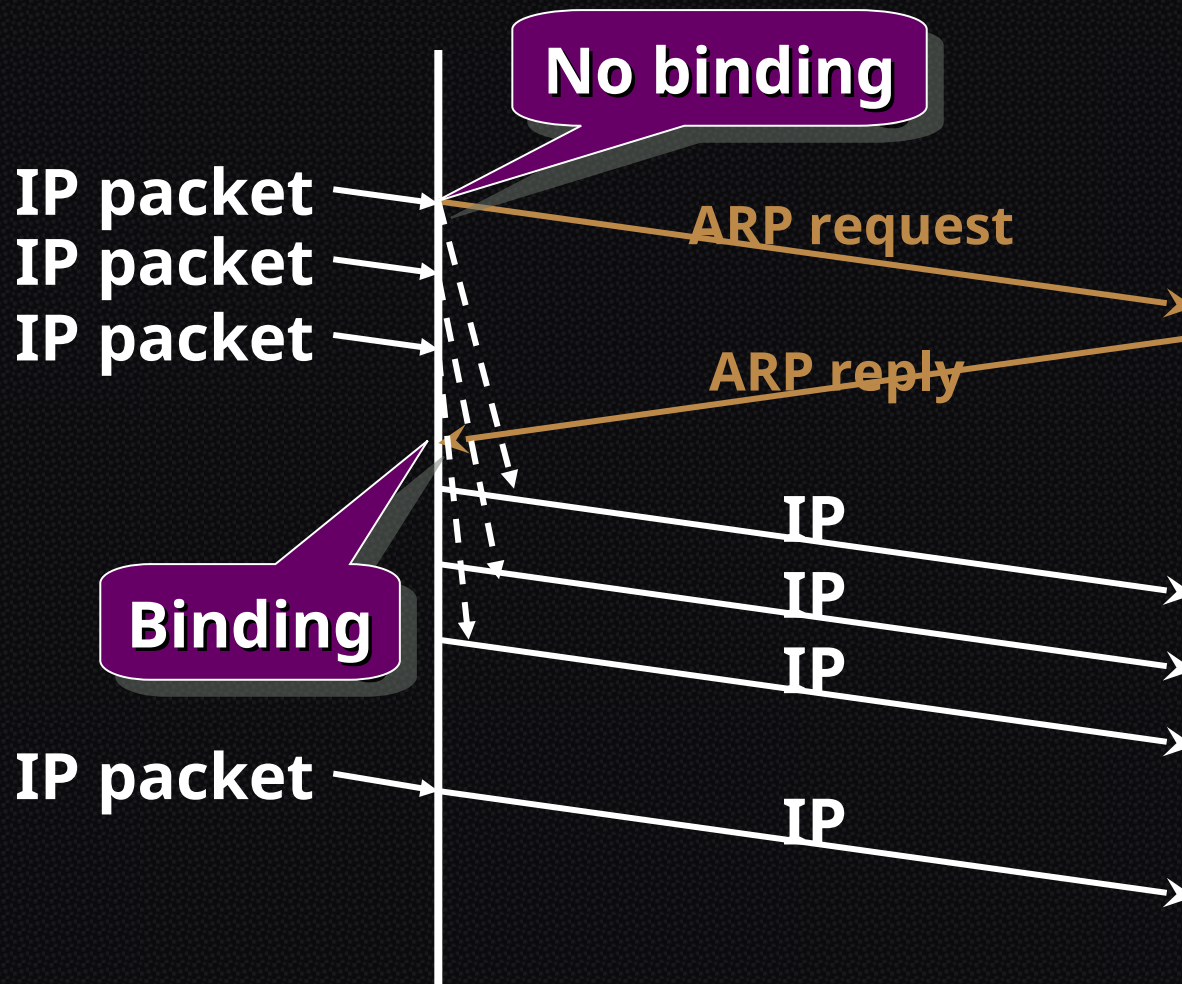 No binding
IP packet
ARP request
IP packet
IP packet
ARP reply
IP
IP
Binding
IP
IP packet
IP